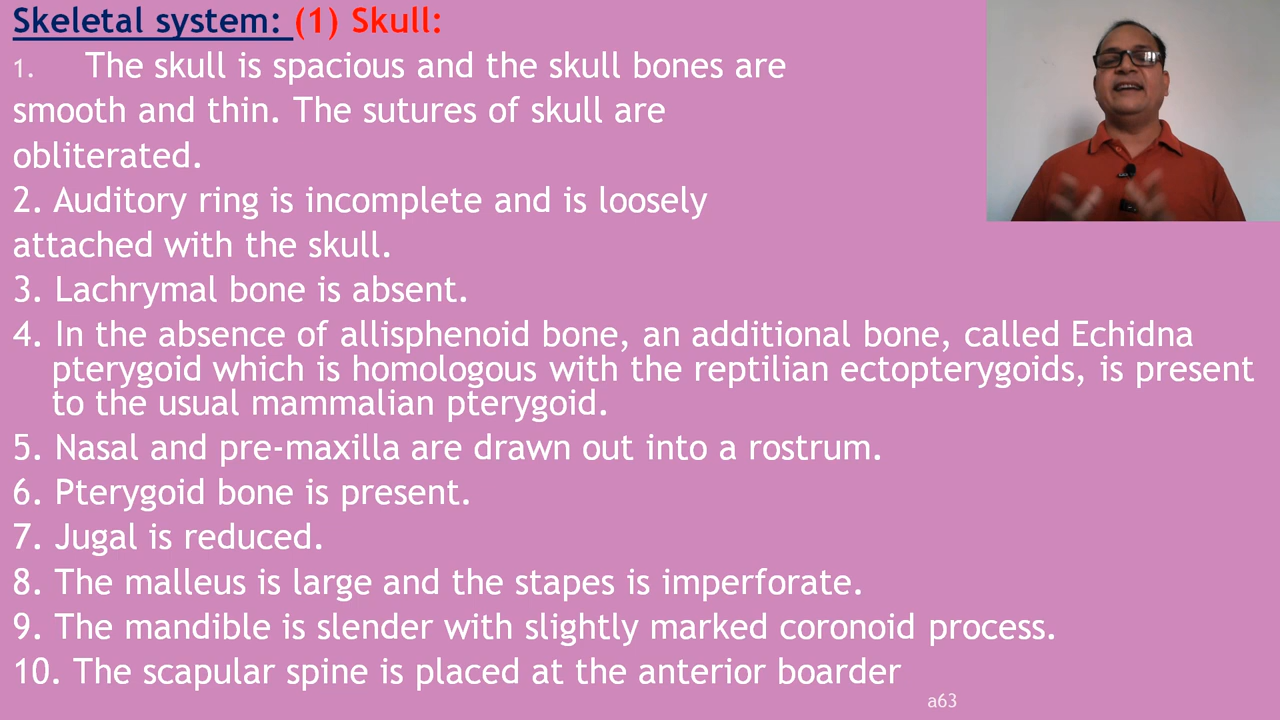 Skeletal system: (1) Skull:
1. The skull is spacious and the skull bones are
smooth and thin. The sutures of skull are
obliterated.
2. Auditory ring is incomplete and is loosely
attached with the skull.
3. Lachrymal bone is absent.
4. In the absence of allisphenoid bone, an additional bone, called Echidna
pterygoid which is homologous with the reptilian ectopterygoids, is present
to the usual mammalian pterygoid.
5. Nasal and pre-maxilla are drawn out into a rostrum.
6. Pterygoid bone is present.
7. Jugal is reduced.
8. The malleus is large and the stapes is imperforate.
9. The mandible is slender with slightly marked coronoid process.
10. The scapular spine is placed at the anterior boarder
a63